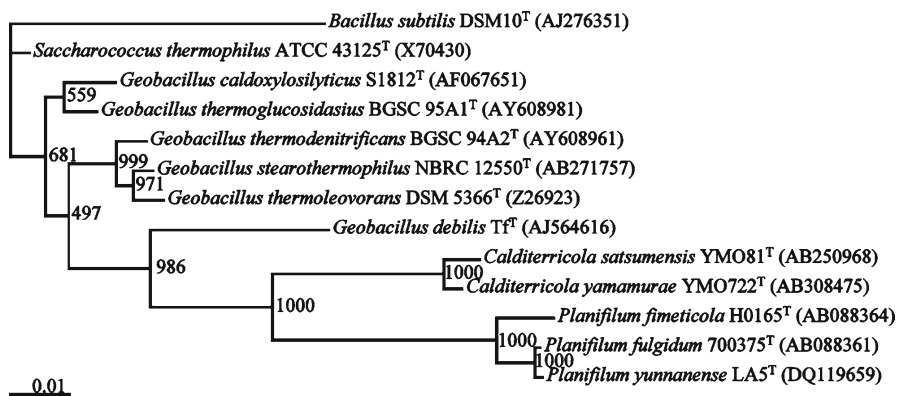 Bacillus subtilis DSM10ᵀ (AJ276351)
Saccharococcus thermophilus ATCC 43125ᵀ (X70430)
Geobacillus caldoxylosilyticus S1812ᵀ (AF067651)
559
Geobacillus thermoglucosidasius BGSC 95A1ᵀ (AY608981)
Geobacillus thermodenitrificans BGSC 94A2ᵀ (AY608961)
681
999
Geobacillus stearothermophilus NBRC 12550ᵀ (AB271757)
971
Geobacillus thermoleovorans DSM 5366ᵀ (Z26923)
497
Geobacillus debilis Tfᵀ (AJ564616)
986
Calditerricola satsumensis YMO81ᵀ (AB250968)
1000
Calditerricola yamamurae YMO722ᵀ (AB308475)
1000
Planifilum fimeticola H0165ᵀ (AB088364)
1000
Planifilum fulgidum 700375ᵀ (AB088361)
1000
Planifilum yunnanense LA5ᵀ (DQ119659)
0.01